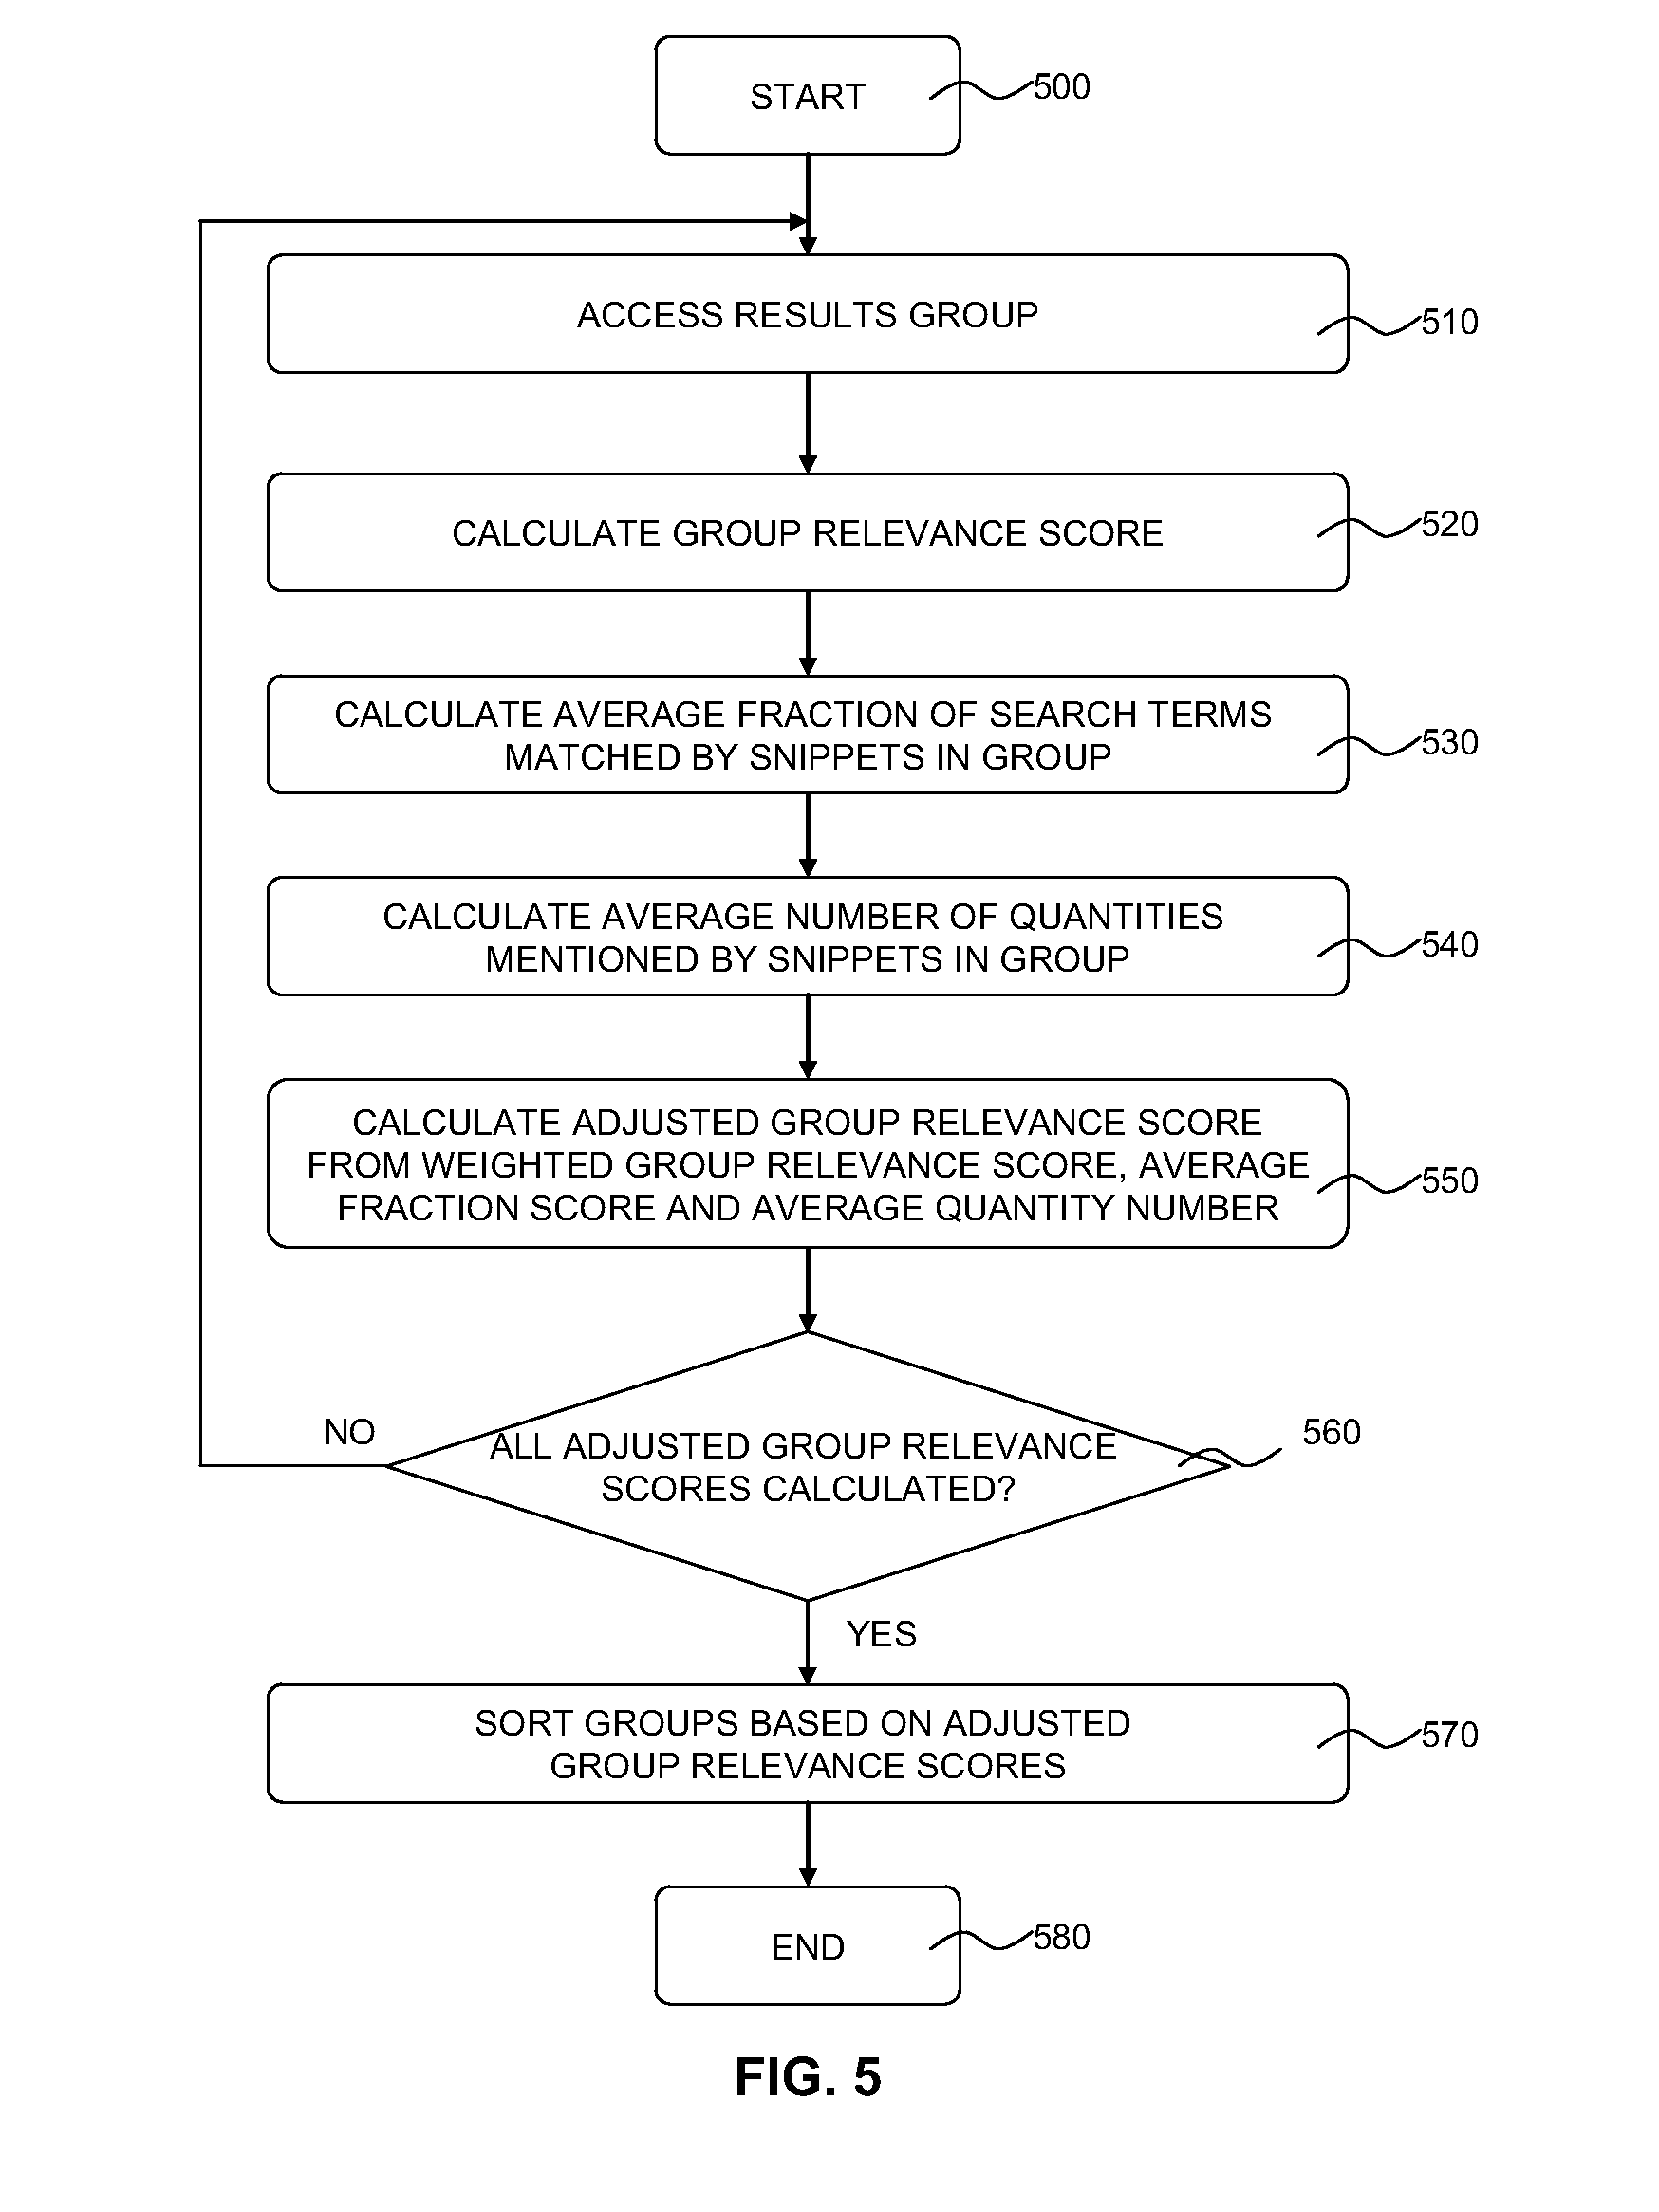 START
500
ACCESS RESULTS GROUP
510
CALCULATE GROUP RELEVANCE SCORE
520
CALCULATE AVERAGE FRACTION OF SEARCH TERMS
MATCHED BY SNIPPETS IN GROUP
530
CALCULATE AVERAGE NUMBER OF QUANTITIES
MENTIONED BY SNIPPETS IN GROUP
540
CALCULATE ADJUSTED GROUP RELEVANCE SCORE
FROM WEIGHTED GROUP RELEVANCE SCORE, AVERAGE
FRACTION SCORE AND AVERAGE QUANTITY NUMBER
550
NO
ALL ADJUSTED GROUP RELEVANCE
SCORES CALCULATED?
560
YES
SORT GROUPS BASED ON ADJUSTED
GROUP RELEVANCE SCORES
570
END
580
FIG. 5